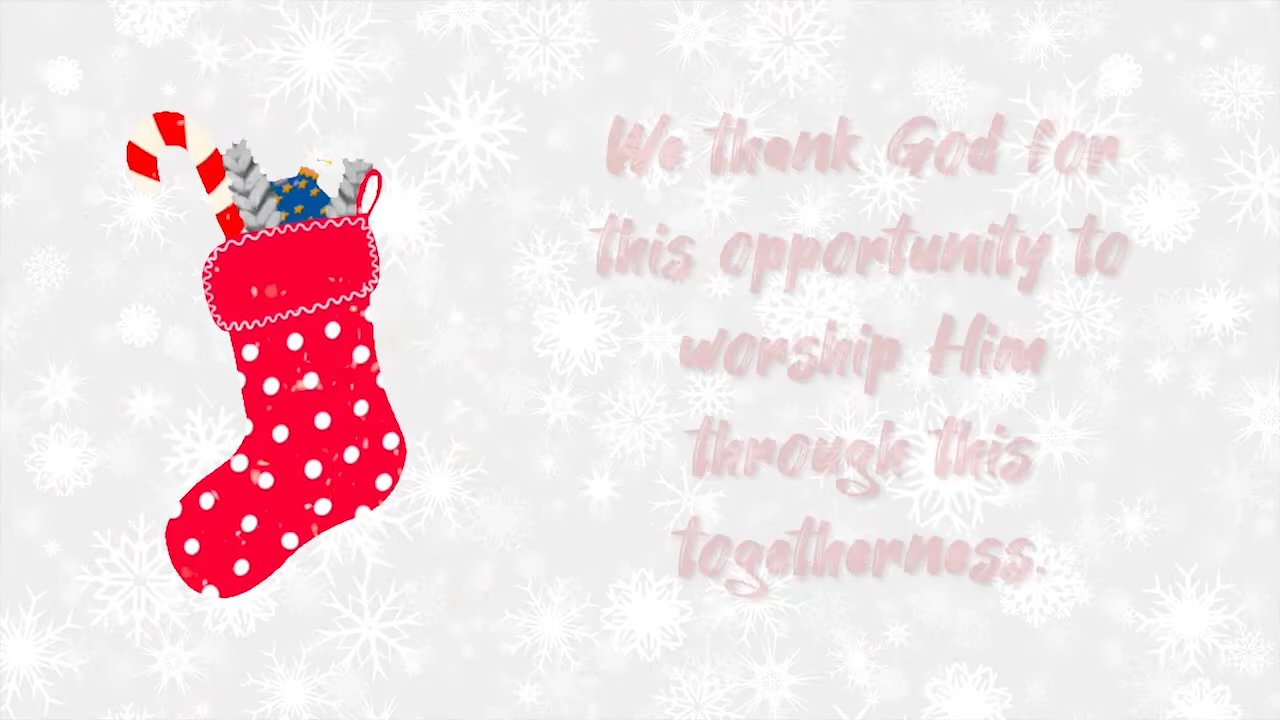 We thank God for
this opportunity to
worship Him
through this
togetherness.